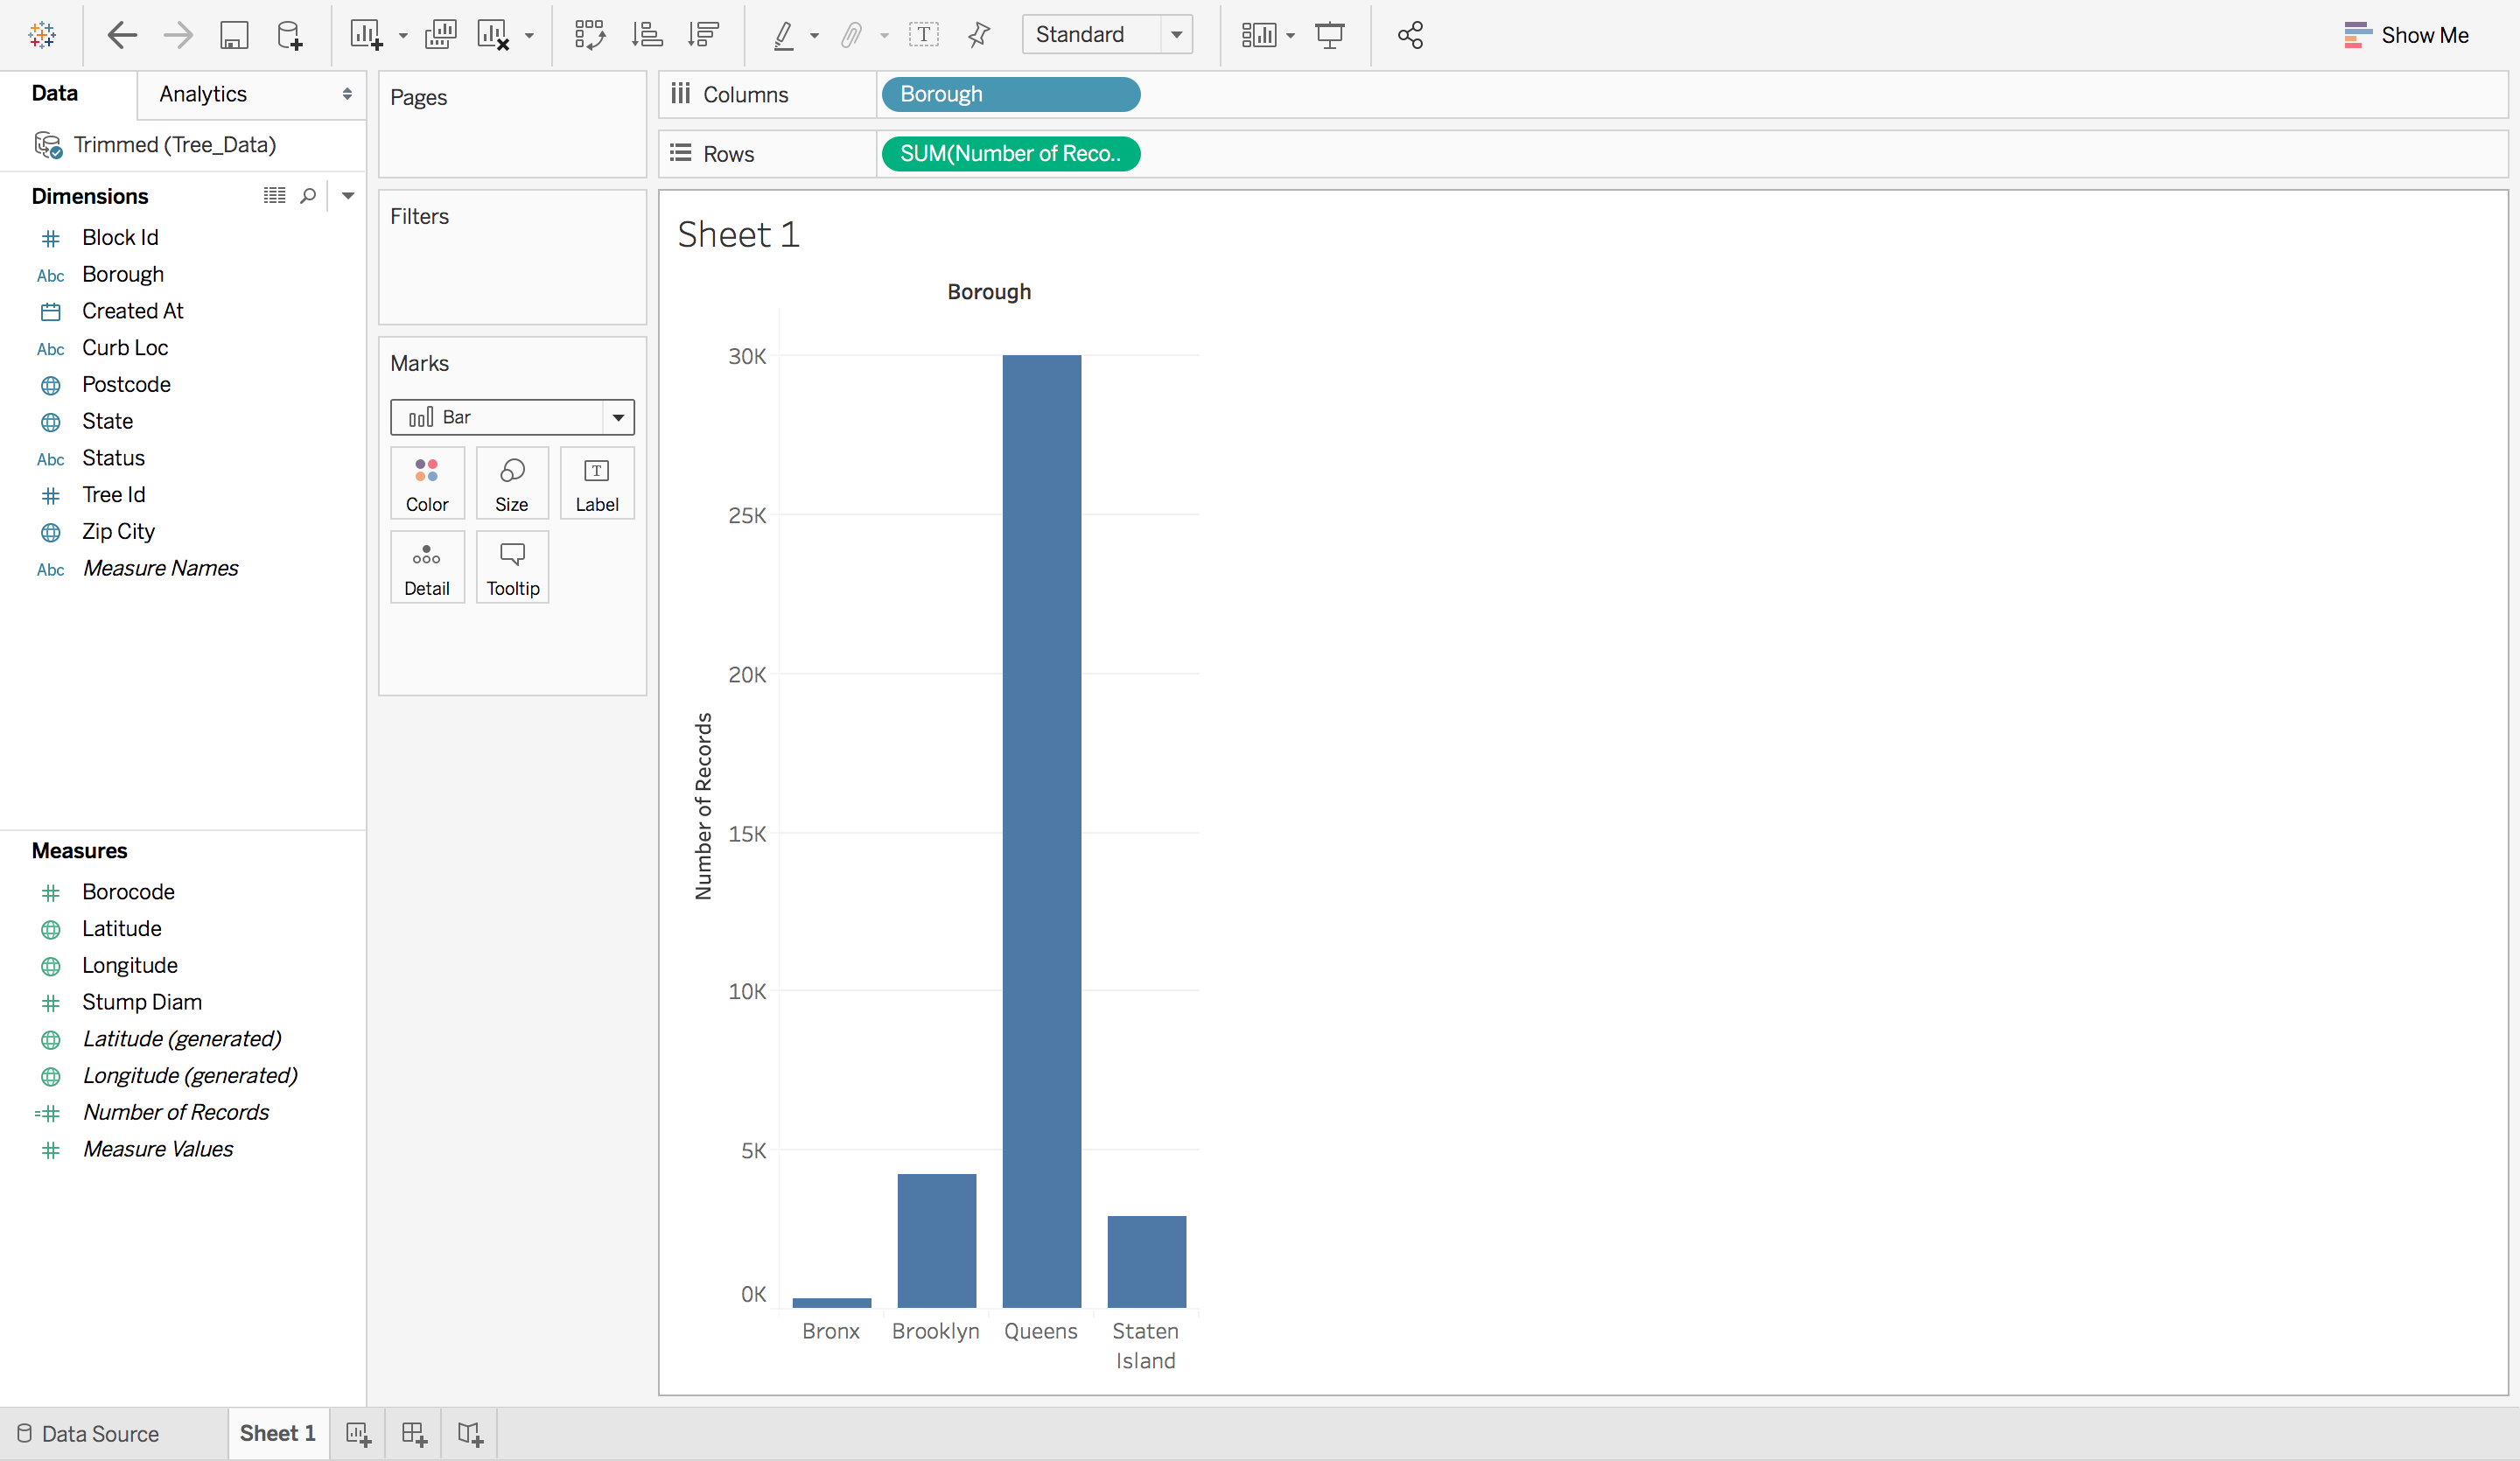 Standard
Show Me
Data
Analytics
Trimmed (Tree_Data)
Dimensions
Block Id
Abc Borough
Created At
Abc Curb Loc
Postcode
State
Abc Status
Tree Id
Zip City
Abc Measure Names
Measures
Borocode
Latitude
Longitude
Stump Diam
Latitude (generated)
Longitude (generated)
Number of Records
Measure Values
Pages
Filters
Marks
Bar
Color
Size
Label
Detail
Tooltip
Columns
Borough
Rows
SUM(Number of Reco..
Sheet 1
Borough
30K
25K
20K
15K
10K
5K
0K
Number of Records
Bronx
Brooklyn
Queens
Staten
Island
Data Source
Sheet 1